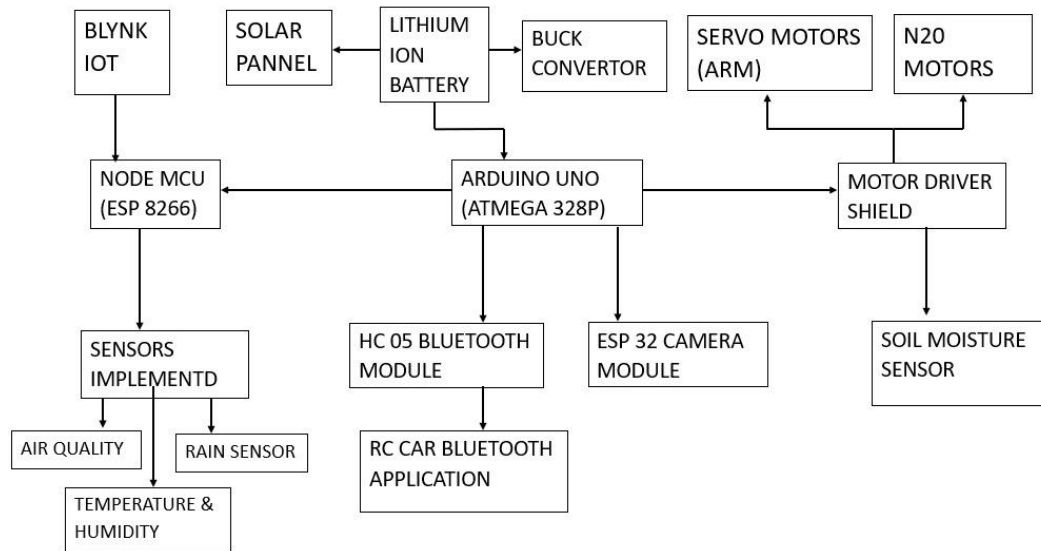 BLYNK
IOT
SOLAR
PANNEL
LITHIUM
ION
BATTERY
BUCK
CONVERTOR
SERVO MOTORS
(ARM)
N20
MOTORS
NODE MCU
(ESP 8266)
ARDUINO UNO
(ATMEGA 328P)
MOTOR DRIVER
SHIELD
SENSORS
IMPLEMENTD
HC 05 BLUETOOTH
MODULE
ESP 32 CAMERA
MODULE
SOIL MOISTURE
SENSOR
AIR QUALITY
RAIN SENSOR
RC CAR BLUETOOTH
APPLICATION
TEMPERATURE &
HUMIDITY